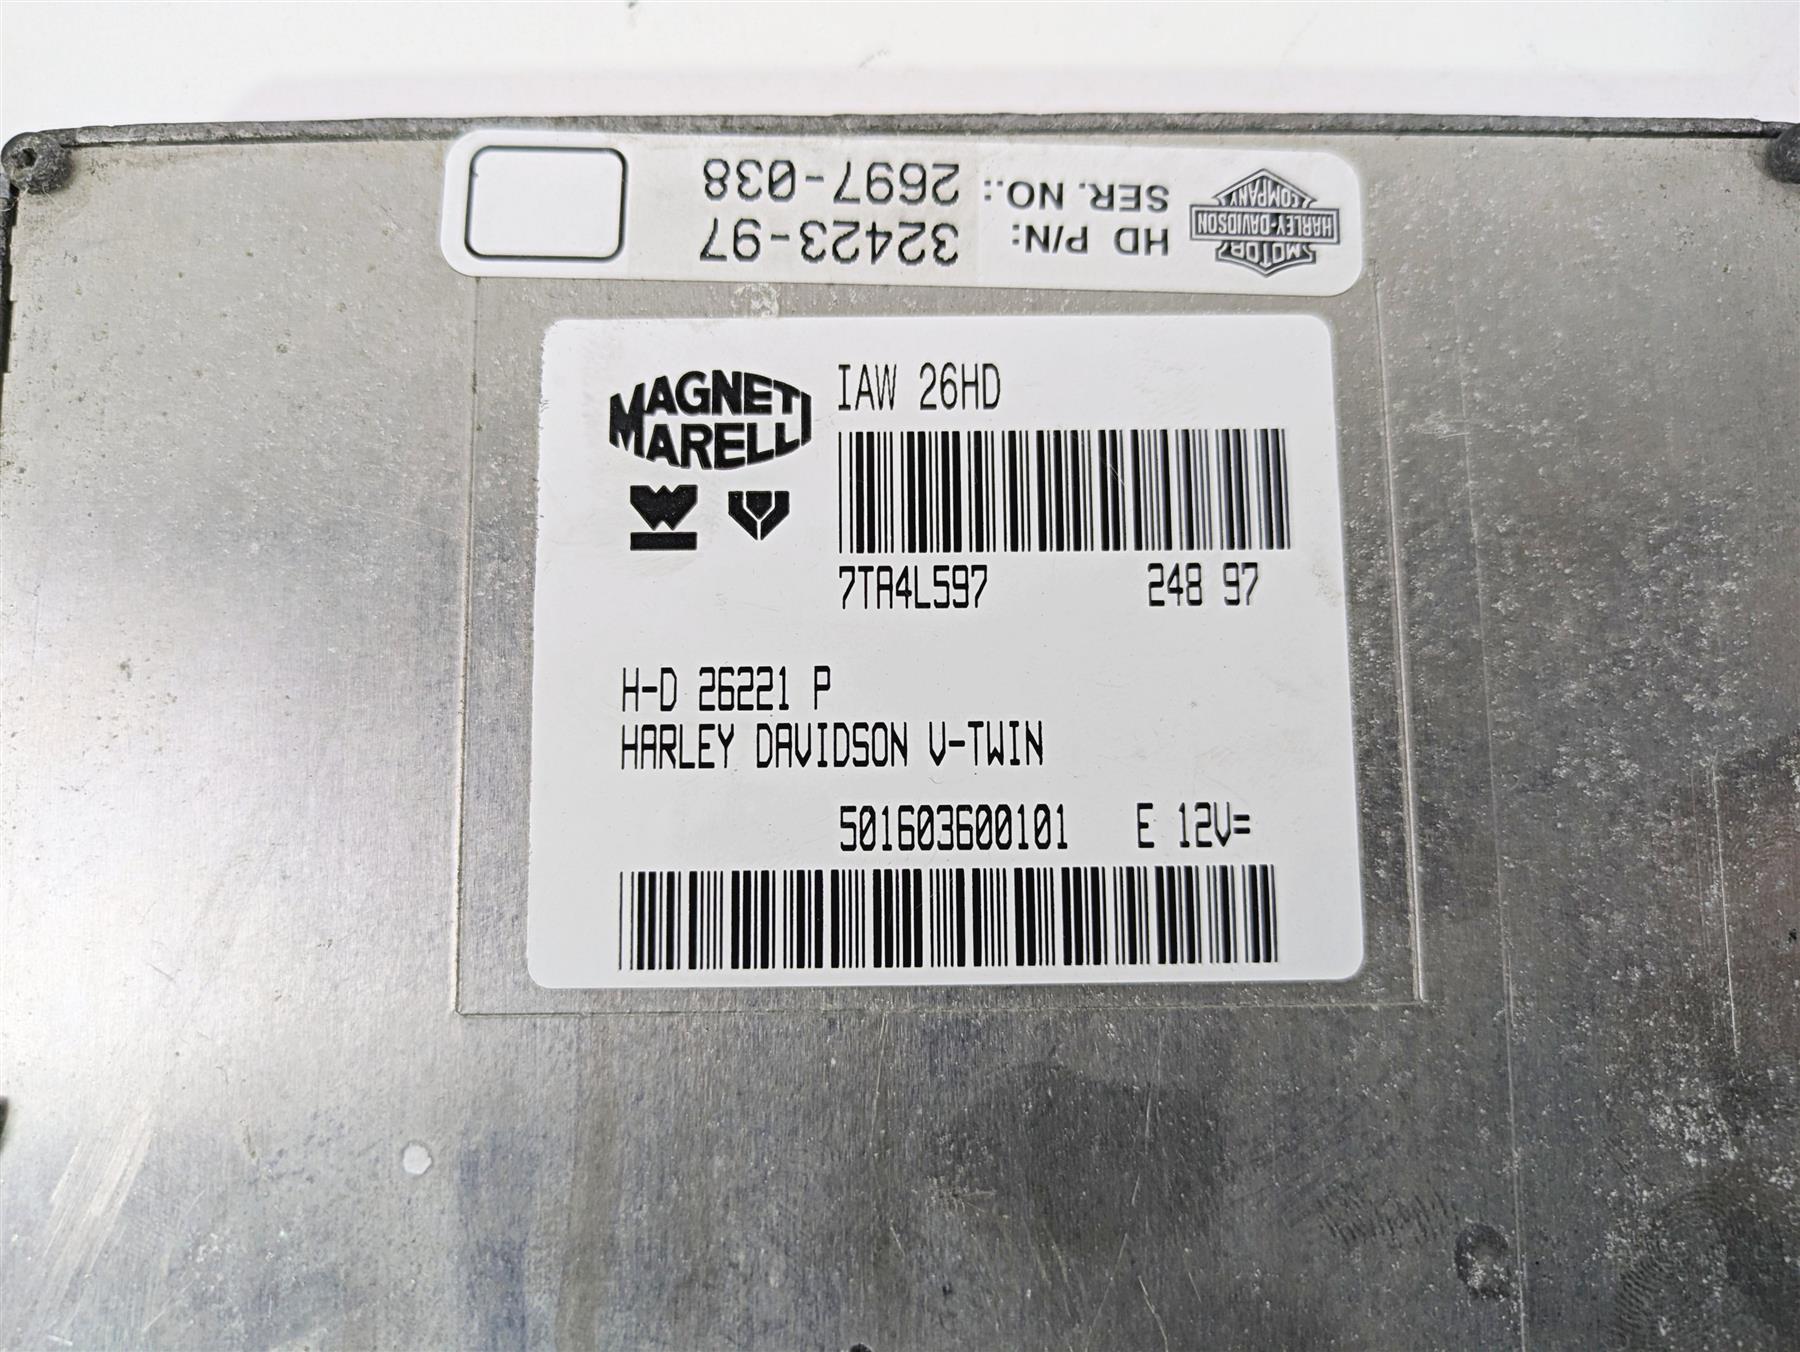 MOTOR
HARLEY-DAVIDSON
COMPANY
HD P/N: 32423-97
SER. NO.: 2697-038
MAGNETI
MARELLI
IAW 26HD
7TA4L597 248 97
H-D 26221 P
HARLEY DAVIDSON V-TWIN
501603600101 E 12V=